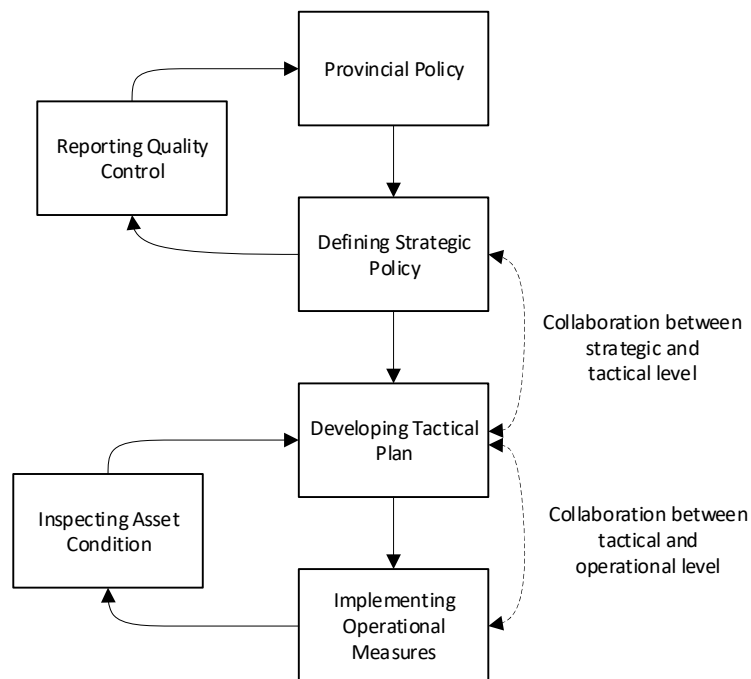 Provincial Policy
Reporting Quality
Control
Defining Strategic
Policy
Collaboration between
strategic and
tactical level
Developing Tactical
Plan
Inspecting Asset
Condition
Collaboration between
tactical and
operational level
Implementing
Operational
Measures